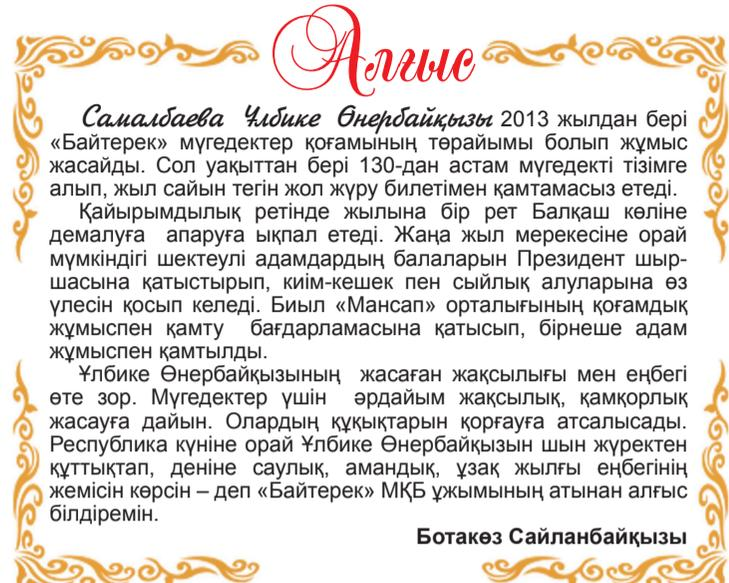 Алғыс
Самалбаева Ұлбике Өнербайқызы 2013 жылдан бері
«Байтерек» мүгедектер қоғамының төрайымы болып жұмыс
жасайды. Сол уақыттан бері 130-дан астам мүгедекті тізімге
алып, жыл сайын тегін жол жүру билетімен қамтамасыз етеді.
Қайырымдылық ретінде жылына бір рет Балқаш көліне
демалуға апаруға ықпал етеді. Жаңа жыл мерекесіне орай
мүмкіндігі шектеулі адамдардың балаларын Президент шыр-
шасына қатыстырып, киім-кешек пен сыйлық алуларына өз
үлесін қосып келеді. Биыл «Мансап» орталығының қоғамдық
жұмыспен қамту бағдарламасына қатысып, бірнеше адам
жұмыспен қамтылды.
Ұлбике Өнербайқызының жасаған жақсылығы мен еңбегі
өте зор. Мүгедектер үшін әрдайым жақсылық, қамқорлық
жасауға дайын. Олардың құқықтарын қорғауға атсалысады.
Республика күніне орай Ұлбике Өнербайқызын шын жүректен
құттықтап, деніне саулық, амандық, ұзақ жылғы еңбегінің
жемісін көрсін – деп «Байтерек» МҚБ ұжымының атынан алғыс
білдіремін.
Ботакөз Сайланбайқызы